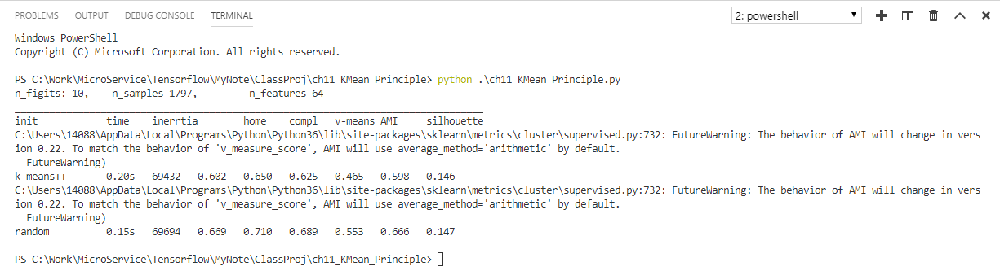 PROBLEMS OUTPUT DEBUG CONSOLE TERMINAL 2: powershell
Windows PowerShell
Copyright (C) Microsoft Corporation. All rights reserved.
PS C:\Work\MicroService\Tensorflow\MyNote\ClassProj\ch11_KMean_Principle> python .\ch11_KMean_Principle.py
n_figits: 10, n_samples 1797, n_features 64
__________________________________________________________________________________
init time inerrtia home compl v-means AMI silhouette
C:\Users\14088\AppData\Local\Programs\Python\Python36\lib\site-packages\sklearn\metrics\cluster\supervised.py:732: FutureWarning: The behavior of AMI will change in vers
ion 0.22. To match the behavior of 'v_measure_score', AMI will use average_method='arithmetic' by default.
FutureWarning)
k-means++ 0.20s 69432 0.602 0.650 0.625 0.465 0.598 0.146
C:\Users\14088\AppData\Local\Programs\Python\Python36\lib\site-packages\sklearn\metrics\cluster\supervised.py:732: FutureWarning: The behavior of AMI will change in vers
ion 0.22. To match the behavior of 'v_measure_score', AMI will use average_method='arithmetic' by default.
FutureWarning)
random 0.15s 69694 0.669 0.710 0.689 0.553 0.666 0.147
__________________________________________________________________________________
PS C:\Work\MicroService\Tensorflow\MyNote\ClassProj\ch11_KMean_Principle>